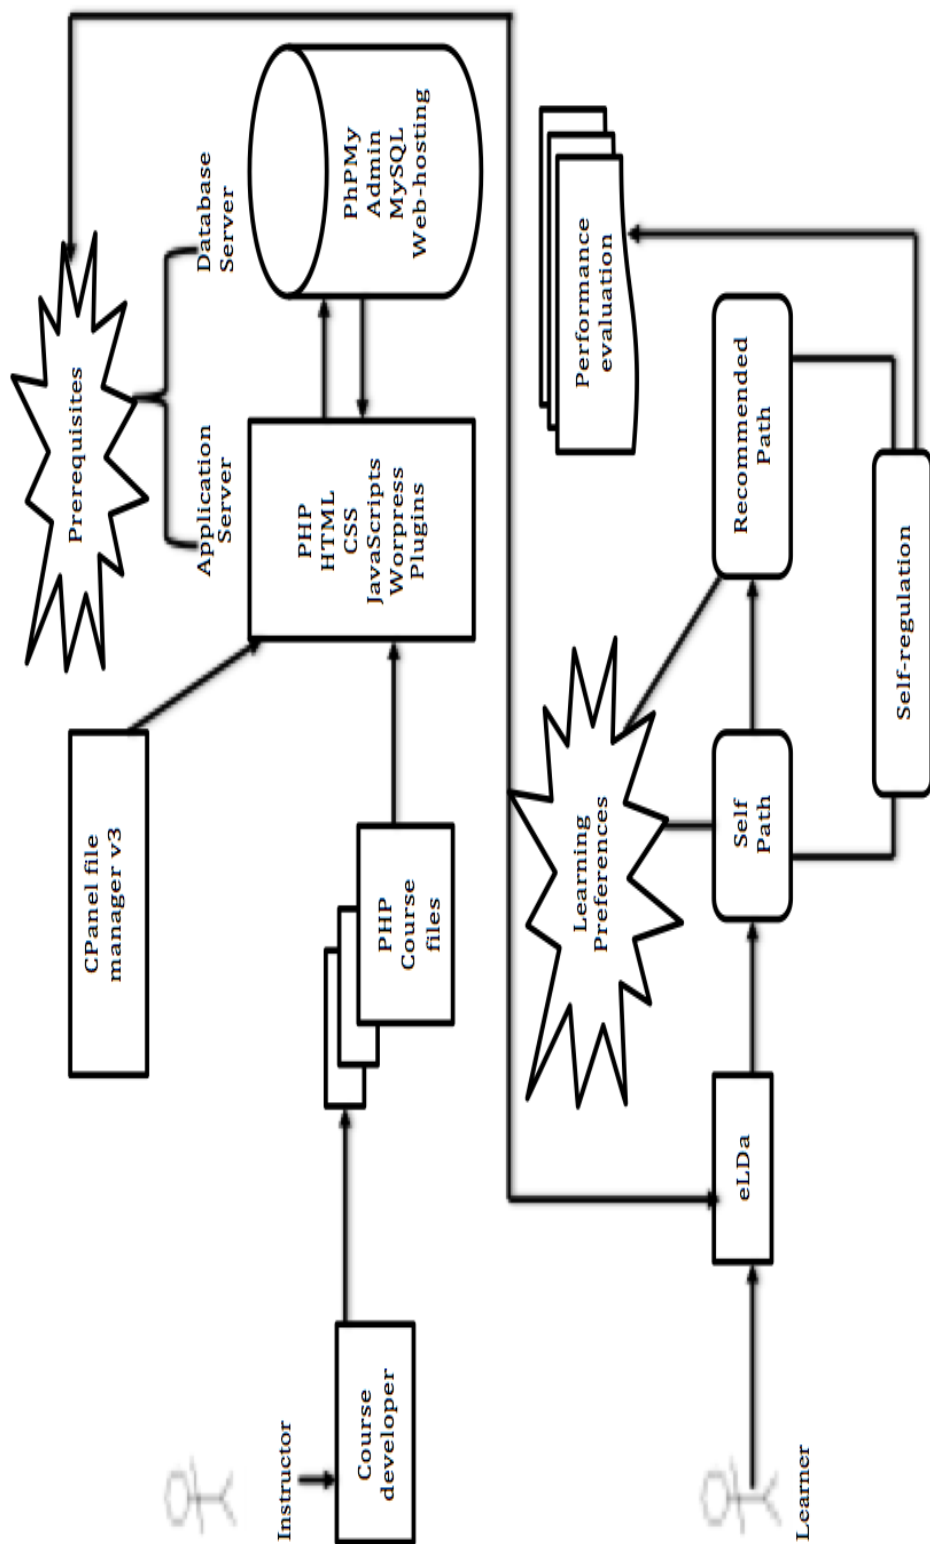 Prerequisites
Application
Server
Database
Server
CPanel file
manager v3
PHP
HTML
CSS
JavaScripts
Worpress
Plugins
PhPMy
Admin
MySQL
Web-hosting
Instructor
Course
developer
PHP
Course
files
Learning
Preferences
Performance
evaluation
Learner
eLDa
Self
Path
Recommended
Path
Self-regulation